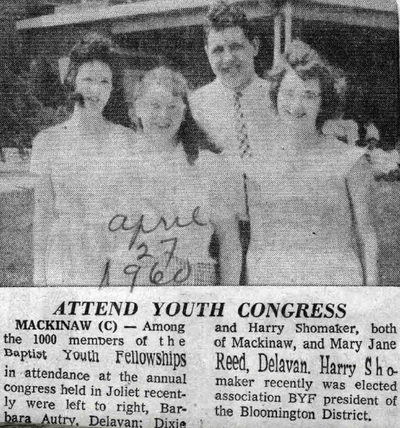 april
27
1960
ATTEND YOUTH CONGRESS
MACKINAW (C) — Among
the 1000 members of the
Baptist Youth Fellowships
in attendance at the annual
congress held in Joliet recent-
ly were left to right, Bar-
bara Autry, Delavan; Dixie
and Harry Shomaker, both
of Mackinaw, and Mary Jane
Reed, Delavan. Harry Sho-
maker recently was elected
association BYF president of
the Bloomington District.